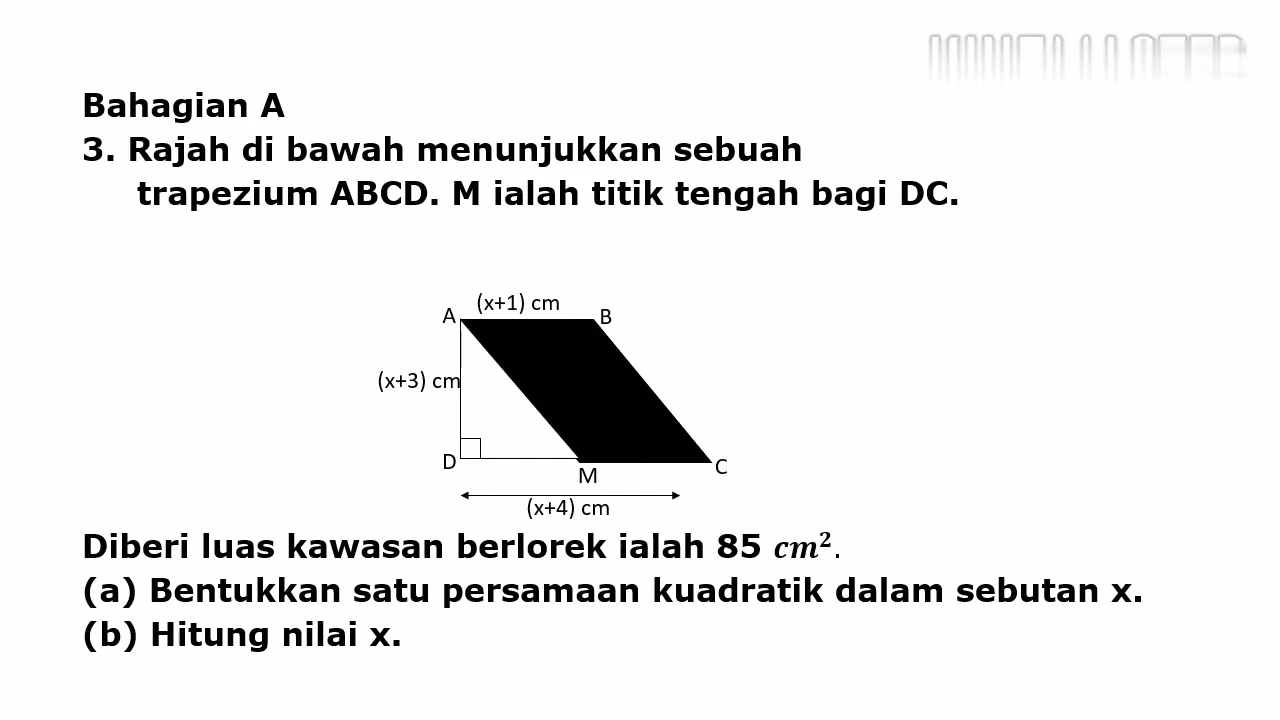 Bahagian A
3. Rajah di bawah menunjukkan sebuah
trapezium ABCD. M ialah titik tengah bagi DC.
(x+1) cm
A
B
(x+3) cm
D
M
C
(x+4) cm
Diberi luas kawasan berlorek ialah 85 cm².
(a) Bentukkan satu persamaan kuadratik dalam sebutan x.
(b) Hitung nilai x.